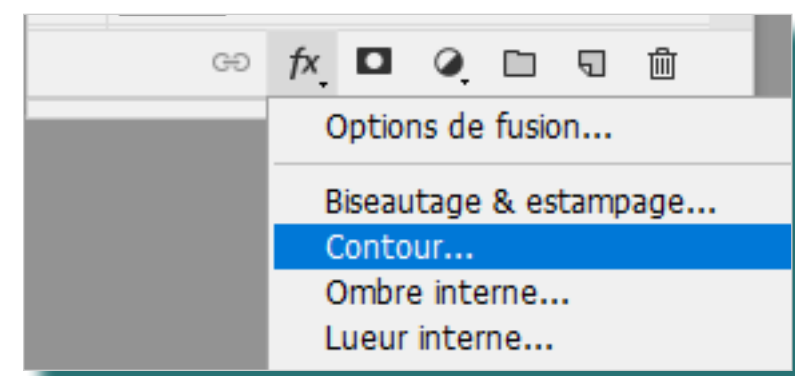 fx
Options de fusion...
Biseautage & estampage...
Contour...
Ombre interne...
Lueur interne...